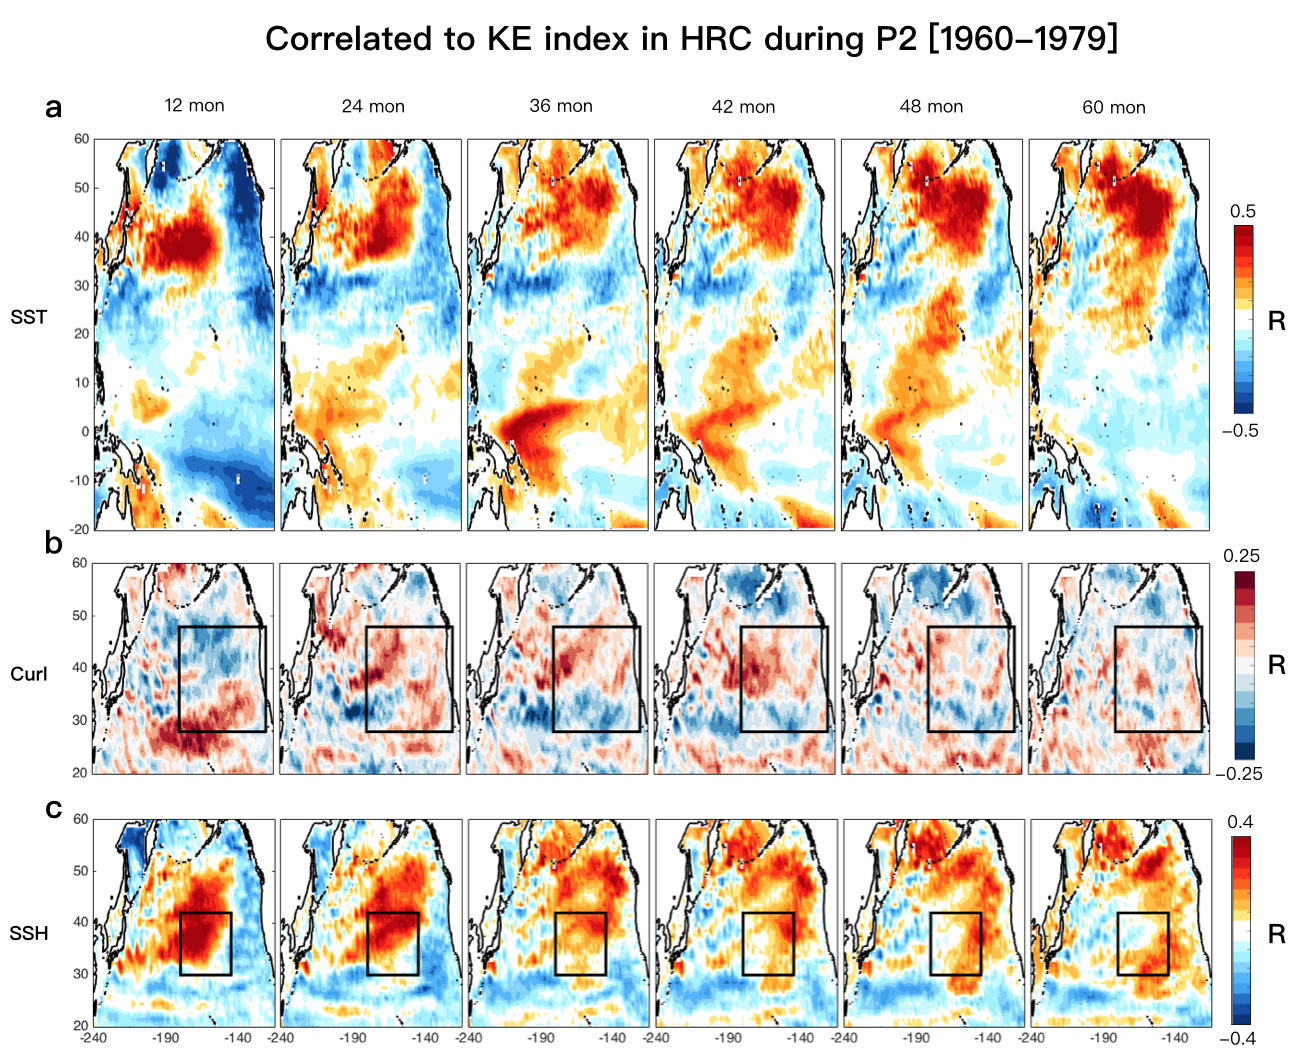 Correlated to KE index in HRC during P2 [1960–1979]
a
12 mon 24 mon 36 mon 42 mon 48 mon 60 mon
60
50
40
30
20
10
0
-10
-20
SST
0.5
R
−0.5
b
60
50
40
30
20
Curl
0.25
R
−0.25
c
60
50
40
30
20
SSH
0.4
R
−0.4
-240 -190 -140 -240 -190 -140 -240 -190 -140 -240 -190 -140 -240 -190 -140 -240 -190 -140